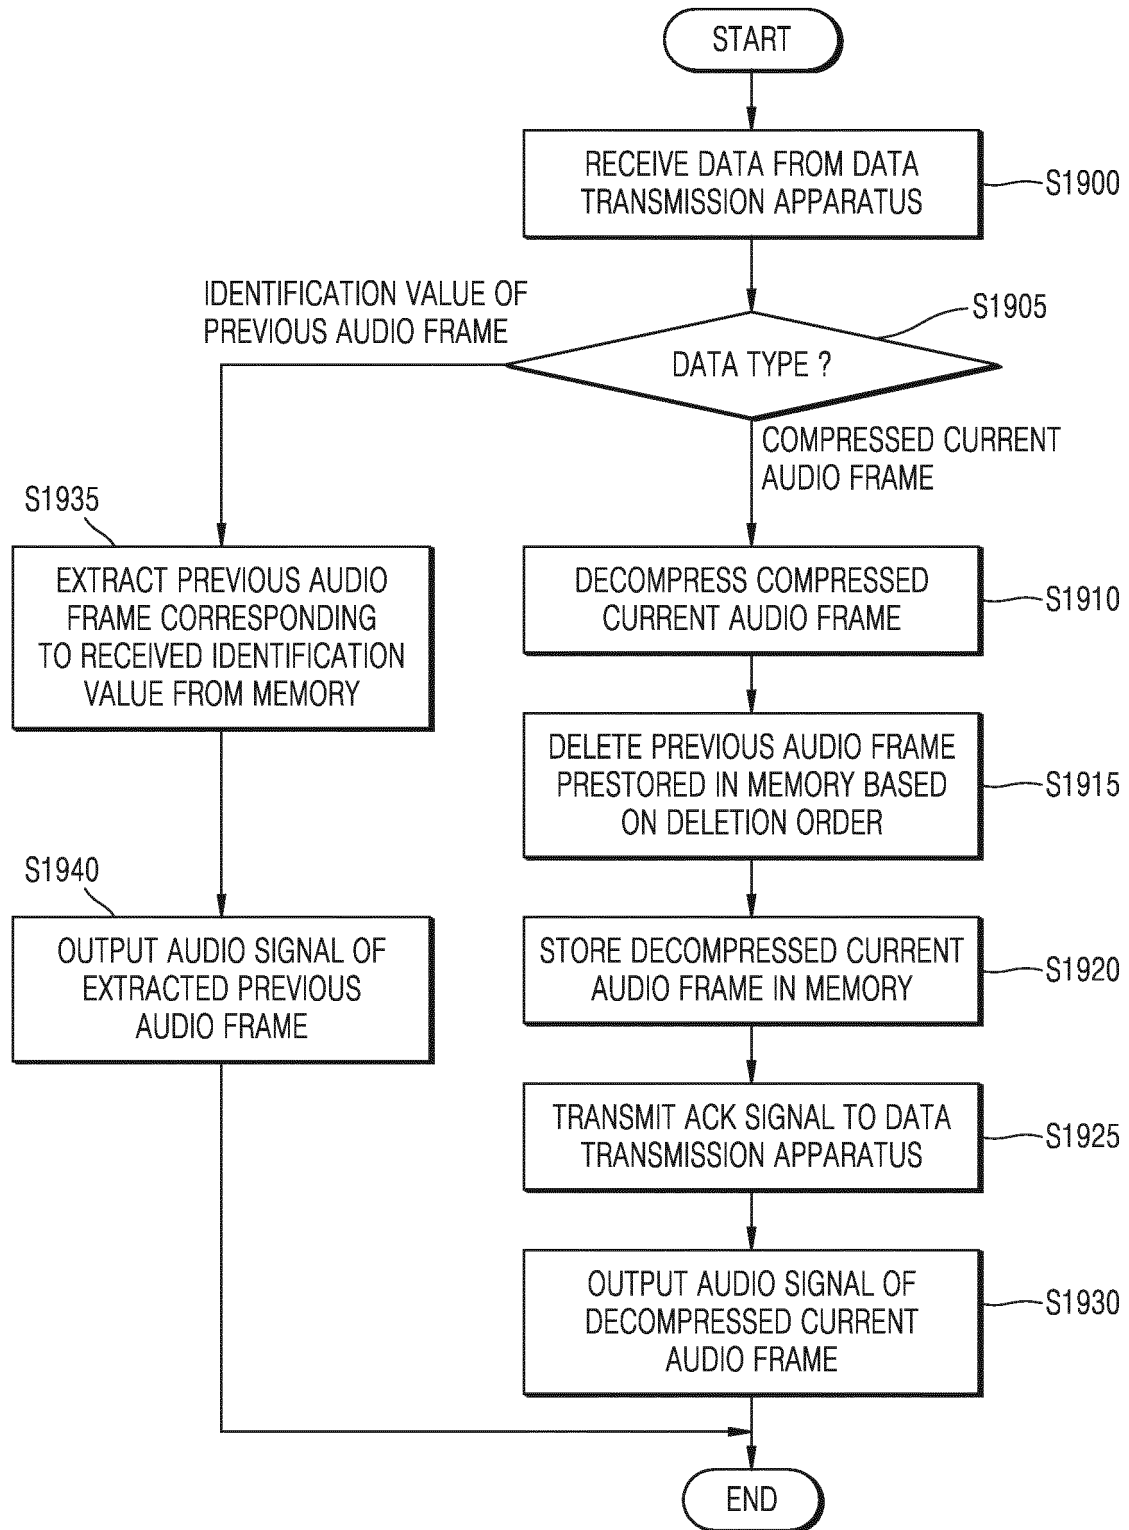 START
RECEIVE DATA FROM DATA
TRANSMISSION APPARATUS
S1900
IDENTIFICATION VALUE OF
PREVIOUS AUDIO FRAME
S1905
DATA TYPE ?
COMPRESSED CURRENT
AUDIO FRAME
S1935
EXTRACT PREVIOUS AUDIO
FRAME CORRESPONDING
TO RECEIVED IDENTIFICATION
VALUE FROM MEMORY
DECOMPRESS COMPRESSED
CURRENT AUDIO FRAME
S1910
DELETE PREVIOUS AUDIO FRAME
PRESTORED IN MEMORY BASED
ON DELETION ORDER
S1915
S1940
OUTPUT AUDIO SIGNAL OF
EXTRACTED PREVIOUS
AUDIO FRAME
STORE DECOMPRESSED CURRENT
AUDIO FRAME IN MEMORY
S1920
TRANSMIT ACK SIGNAL TO DATA
TRANSMISSION APPARATUS
S1925
OUTPUT AUDIO SIGNAL OF
DECOMPRESSED CURRENT
AUDIO FRAME
S1930
END